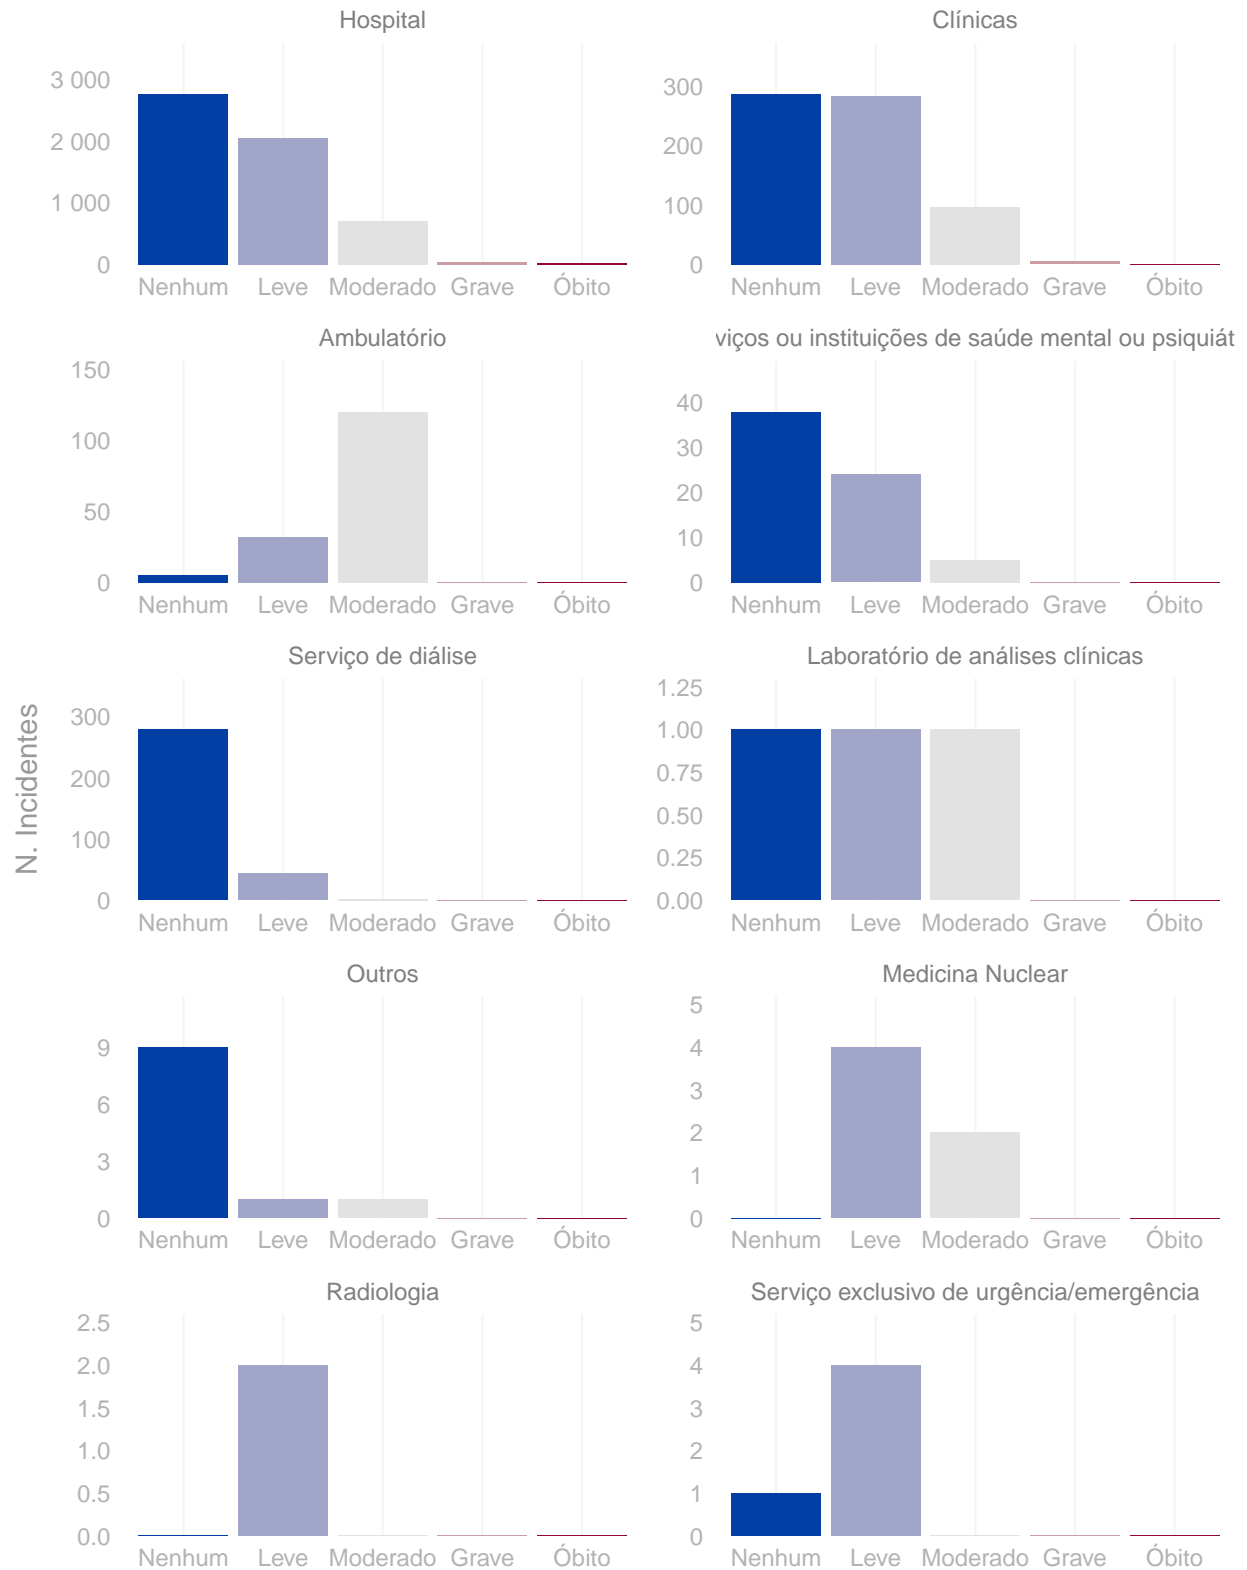 Hospital
3 000
2 000
1 000
0
Nenhum Leve Moderado Grave Óbito
Clínicas
300
200
100
0
Nenhum Leve Moderado Grave Óbito
Ambulatório
150
100
50
0
Nenhum Leve Moderado Grave Óbito
viços ou instituições de saúde mental ou psiquiát
40
30
20
10
0
Nenhum Leve Moderado Grave Óbito
N. Incidentes
Serviço de diálise
300
200
100
0
Nenhum Leve Moderado Grave Óbito
Laboratório de análises clínicas
1.25
1.00
0.75
0.50
0.25
0.00
Nenhum Leve Moderado Grave Óbito
Outros
9
6
3
0
Nenhum Leve Moderado Grave Óbito
Medicina Nuclear
5
4
3
2
1
0
Nenhum Leve Moderado Grave Óbito
Radiologia
2.5
2.0
1.5
1.0
0.5
0.0
Nenhum Leve Moderado Grave Óbito
Serviço exclusivo de urgência/emergência
5
4
3
2
1
0
Nenhum Leve Moderado Grave Óbito